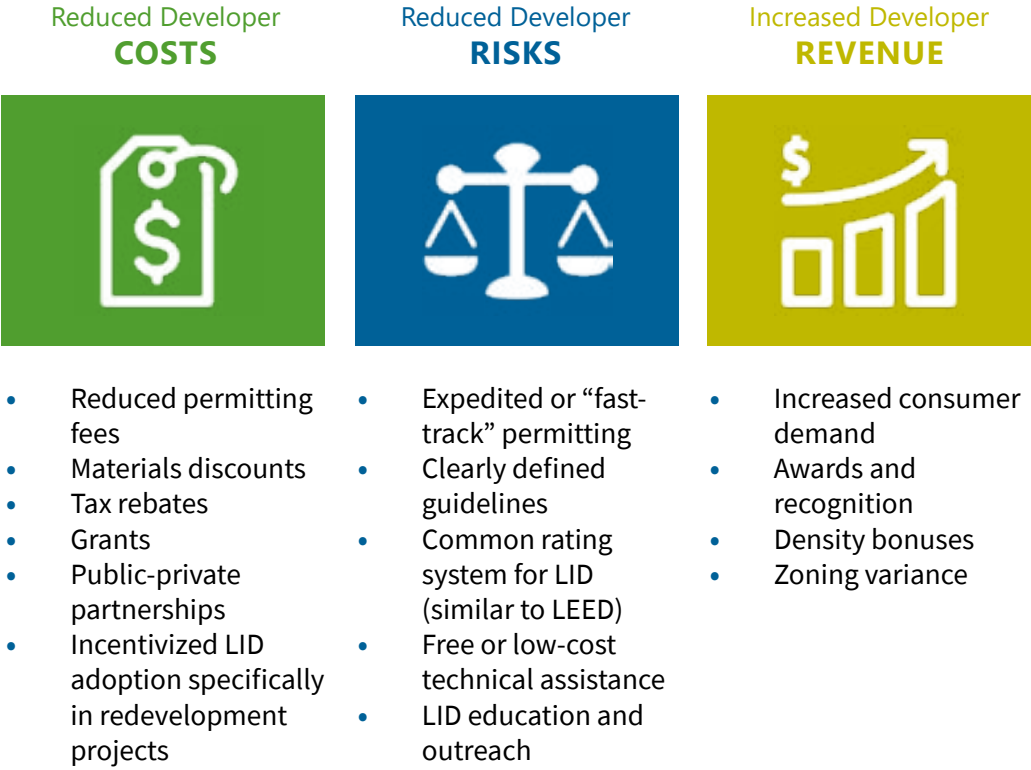 Reduced Developer
COSTS
$
• Reduced permitting
fees
• Materials discounts
• Tax rebates
• Grants
• Public-private
partnerships
• Incentivized LID
adoption specifically
in redevelopment
projects
Reduced Developer
RISKS
• Expedited or “fast-
track” permitting
• Clearly defined
guidelines
• Common rating
system for LID
(similar to LEED)
• Free or low-cost
technical assistance
• LID education and
outreach
Increased Developer
REVENUE
$
• Increased consumer
demand
• Awards and
recognition
• Density bonuses
• Zoning variance